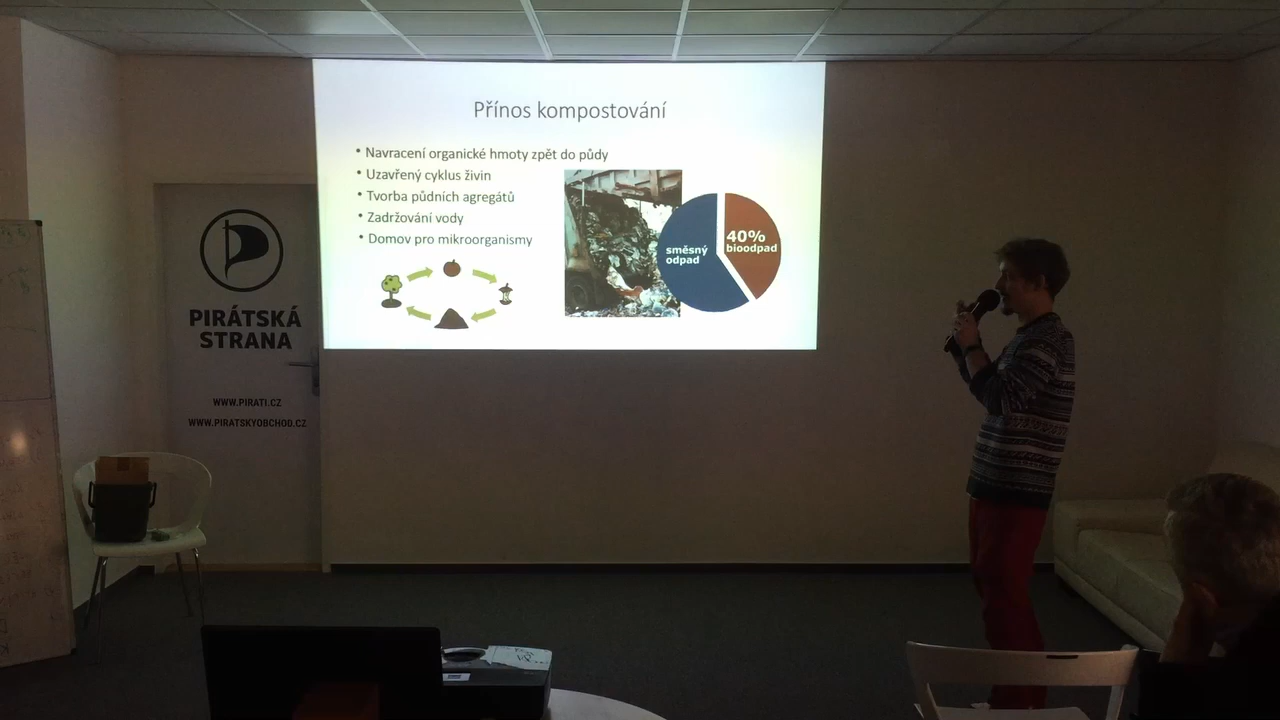 Přínos kompostování
• Navracení organické hmoty zpět do půdy
• Uzavřený cyklus živin
• Tvorba půdních agregátů
• Zadržování vody
• Domov pro mikroorganismy
směsný
odpad
40%
bioodpad
PIRÁTSKÁ
STRANA
WWW.PIRATI.CZ
WWW.PIRATSKYOBCHOD.CZ